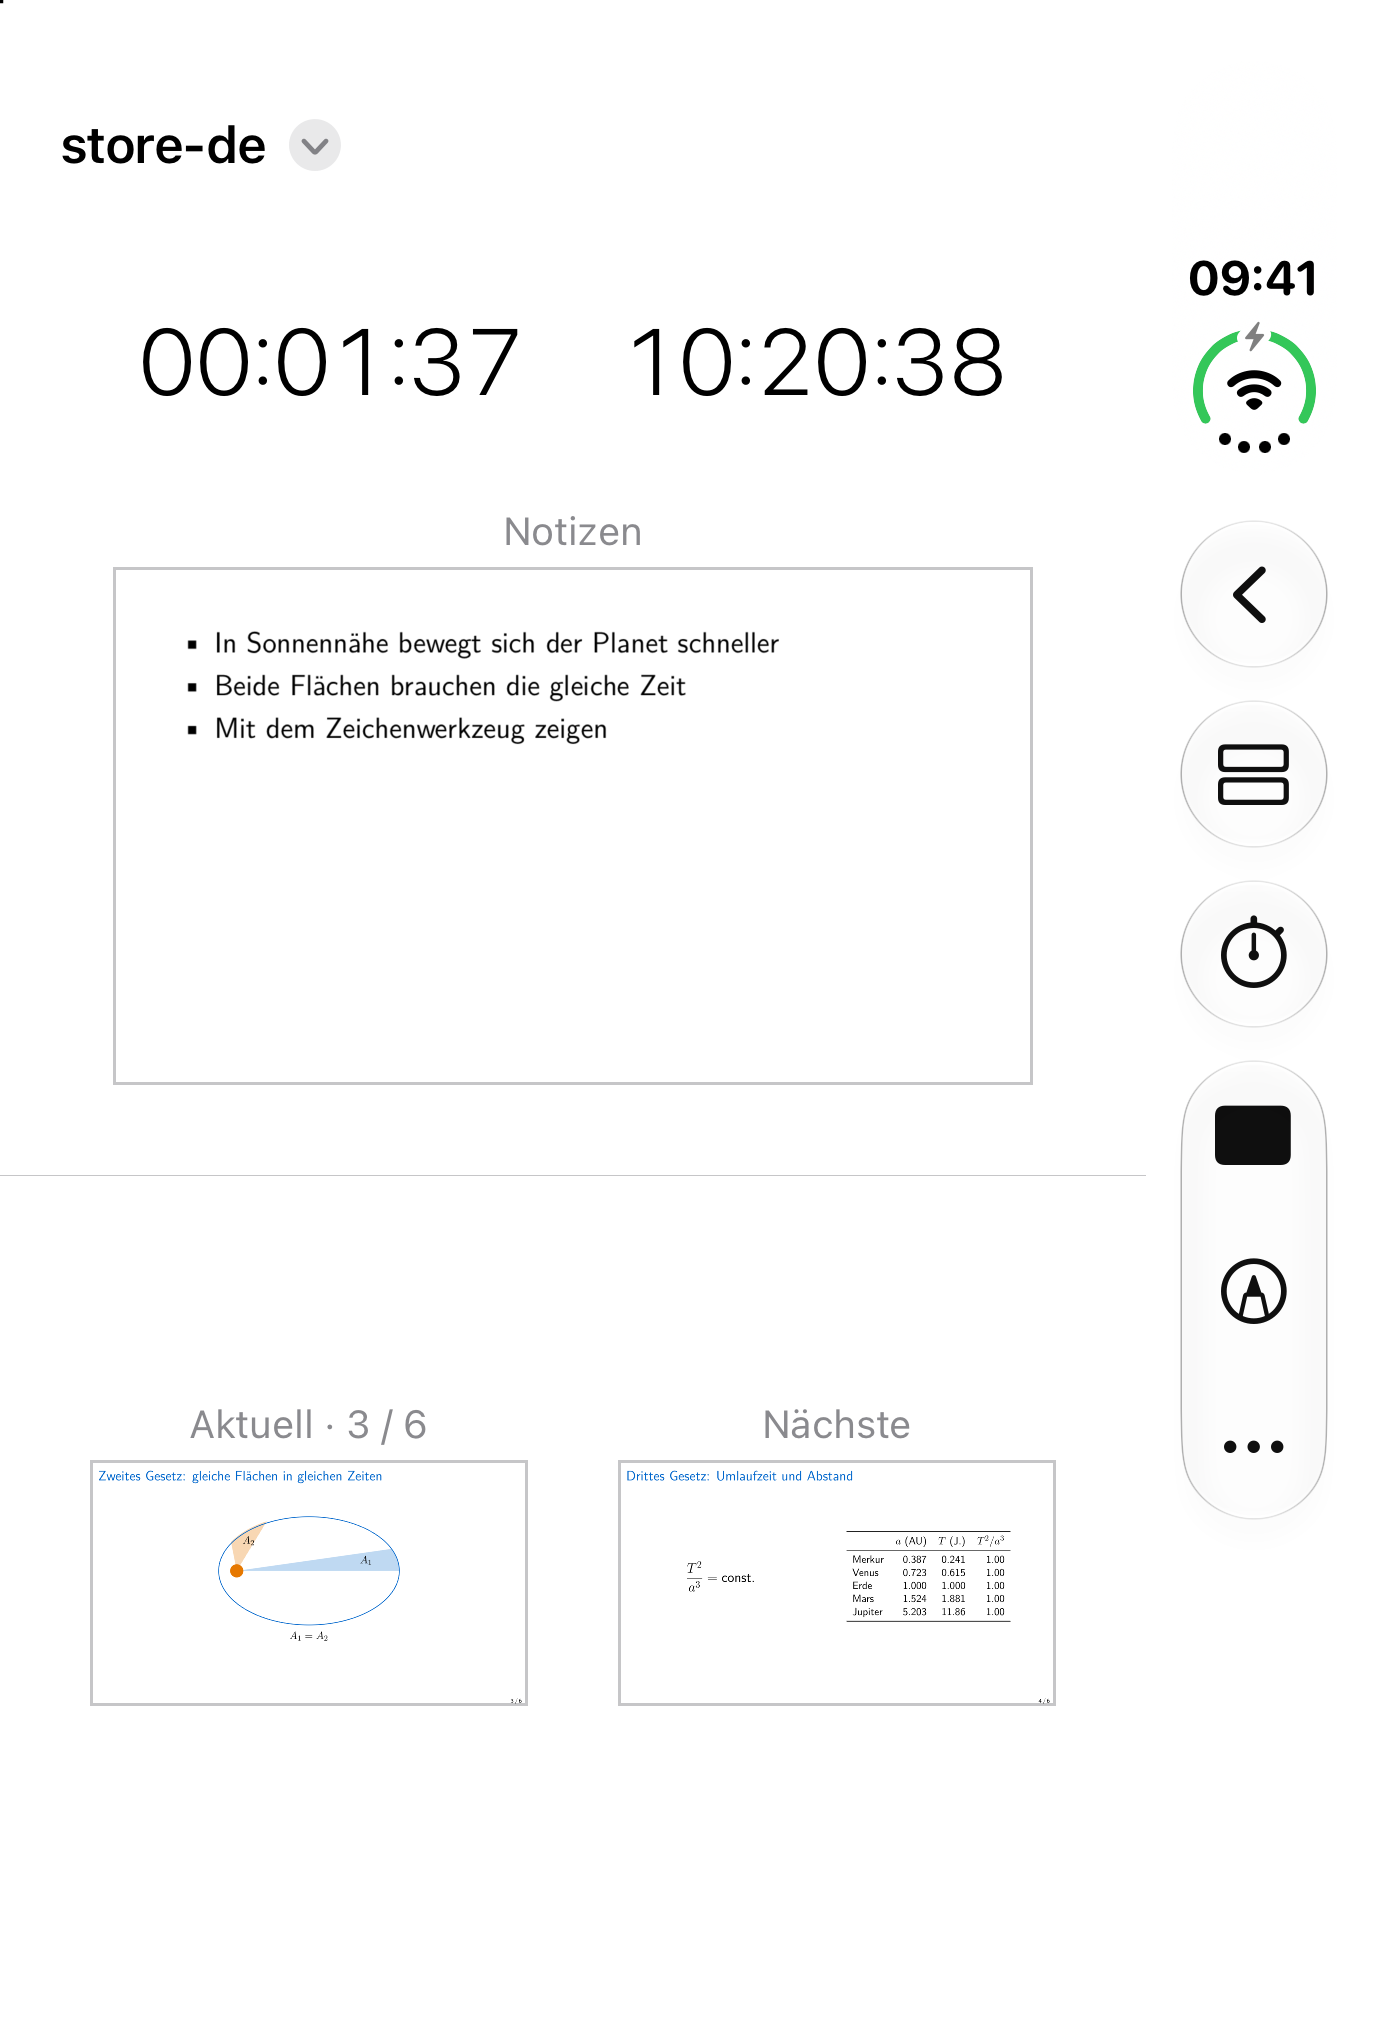 store-de
09:41
00:01:37 10:20:38
Notizen
▪ In Sonnennähe bewegt sich der Planet schneller
▪ Beide Flächen brauchen die gleiche Zeit
▪ Mit dem Zeichenwerkzeug zeigen
Aktuell · 3 / 6
Zweites Gesetz: gleiche Flächen in gleichen Zeiten
A₂
A₁
A₁ = A₂
3/6
Nächste
Drittes Gesetz: Umlaufzeit und Abstand
T²/a³ = const.
a (AU) T (J.) T²/a³
Merkur 0.387 0.241 1.00
Venus 0.723 0.615 1.00
Erde 1.000 1.000 1.00
Mars 1.524 1.881 1.00
Jupiter 5.203 11.86 1.00
4/6